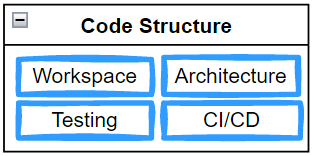 Code Structure
Workspace Architecture
Testing CI/CD